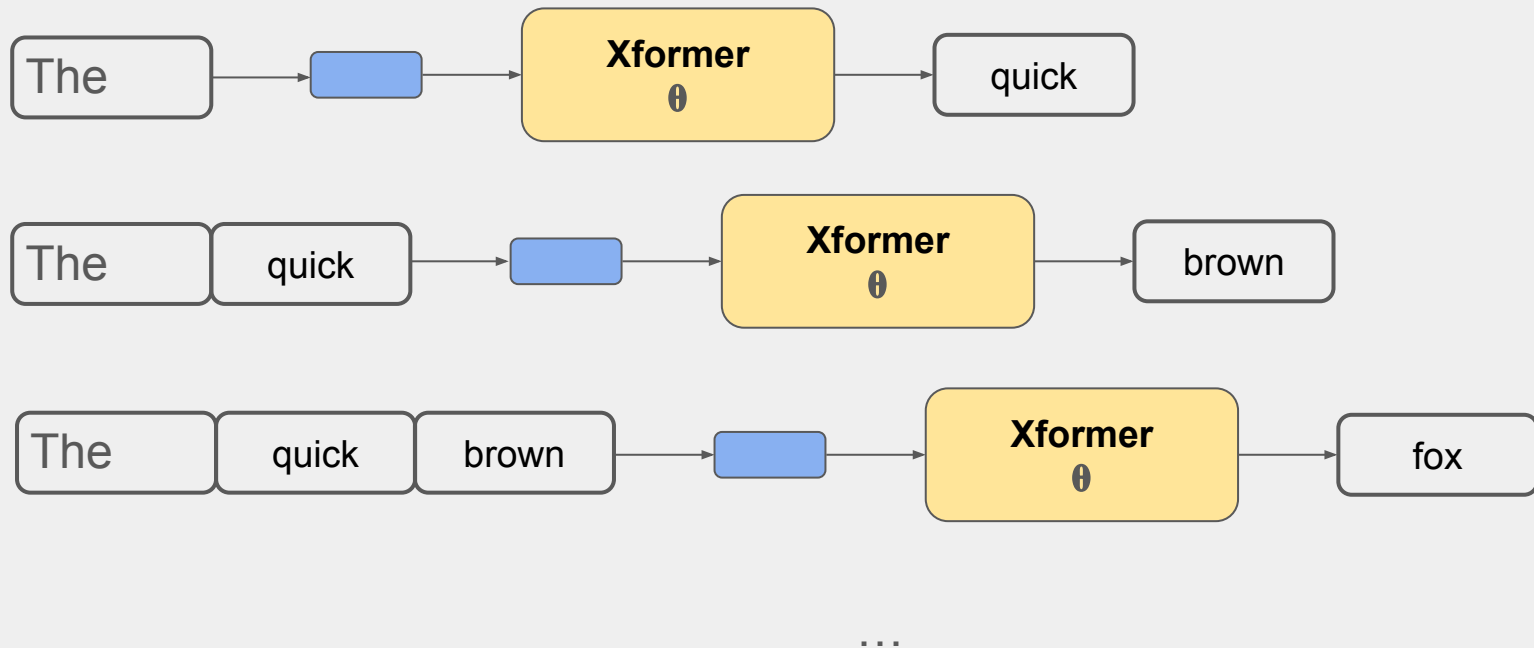 The
Xformer
θ
quick
The quick
Xformer
θ
brown
The quick brown
Xformer
θ
fox
...